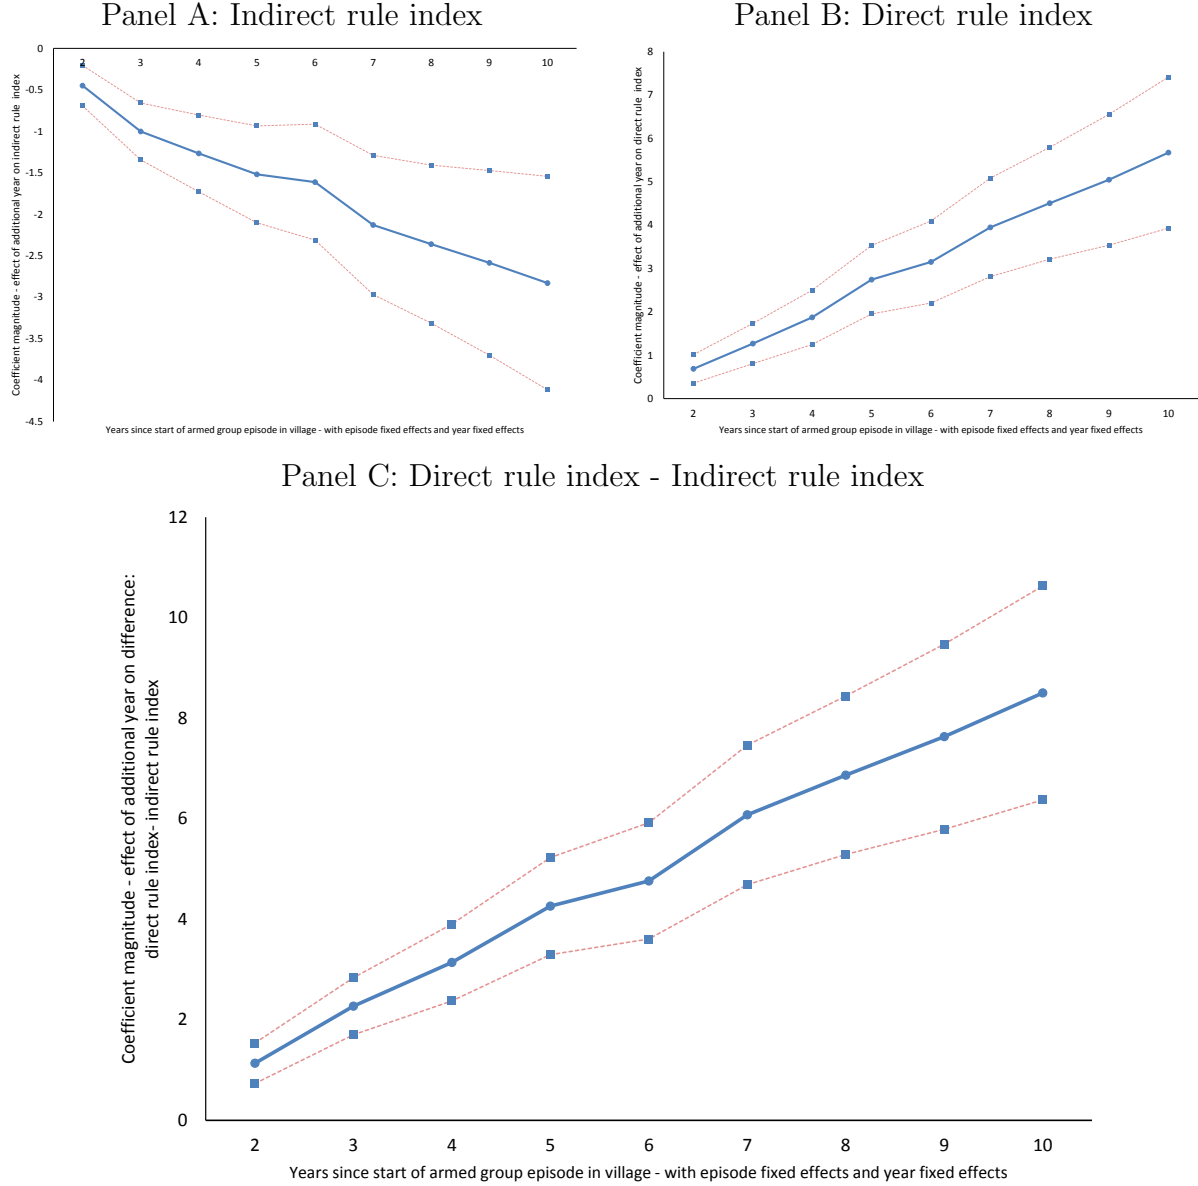 Panel A: Indirect rule index
Coefficient magnitude - effect of additional year on indirect rule index
0
-0.5
-1
-1.5
-2
-2.5
-3
-3.5
-4
-4.5
2 3 4 5 6 7 8 9 10
Years since start of armed group episode in village - with episode fixed effects and year fixed effects
Panel B: Direct rule index
Coefficient magnitude - effect of additional year on direct rule index
8
7
6
5
4
3
2
1
0
2 3 4 5 6 7 8 9 10
Years since start of armed group episode in village - with episode fixed effects and year fixed effects
Panel C: Direct rule index - Indirect rule index
Coefficient magnitude - effect of additional year on difference:
direct rule index- indirect rule index
12
10
8
6
4
2
0
2 3 4 5 6 7 8 9 10
Years since start of armed group episode in village - with episode fixed effects and year fixed effects